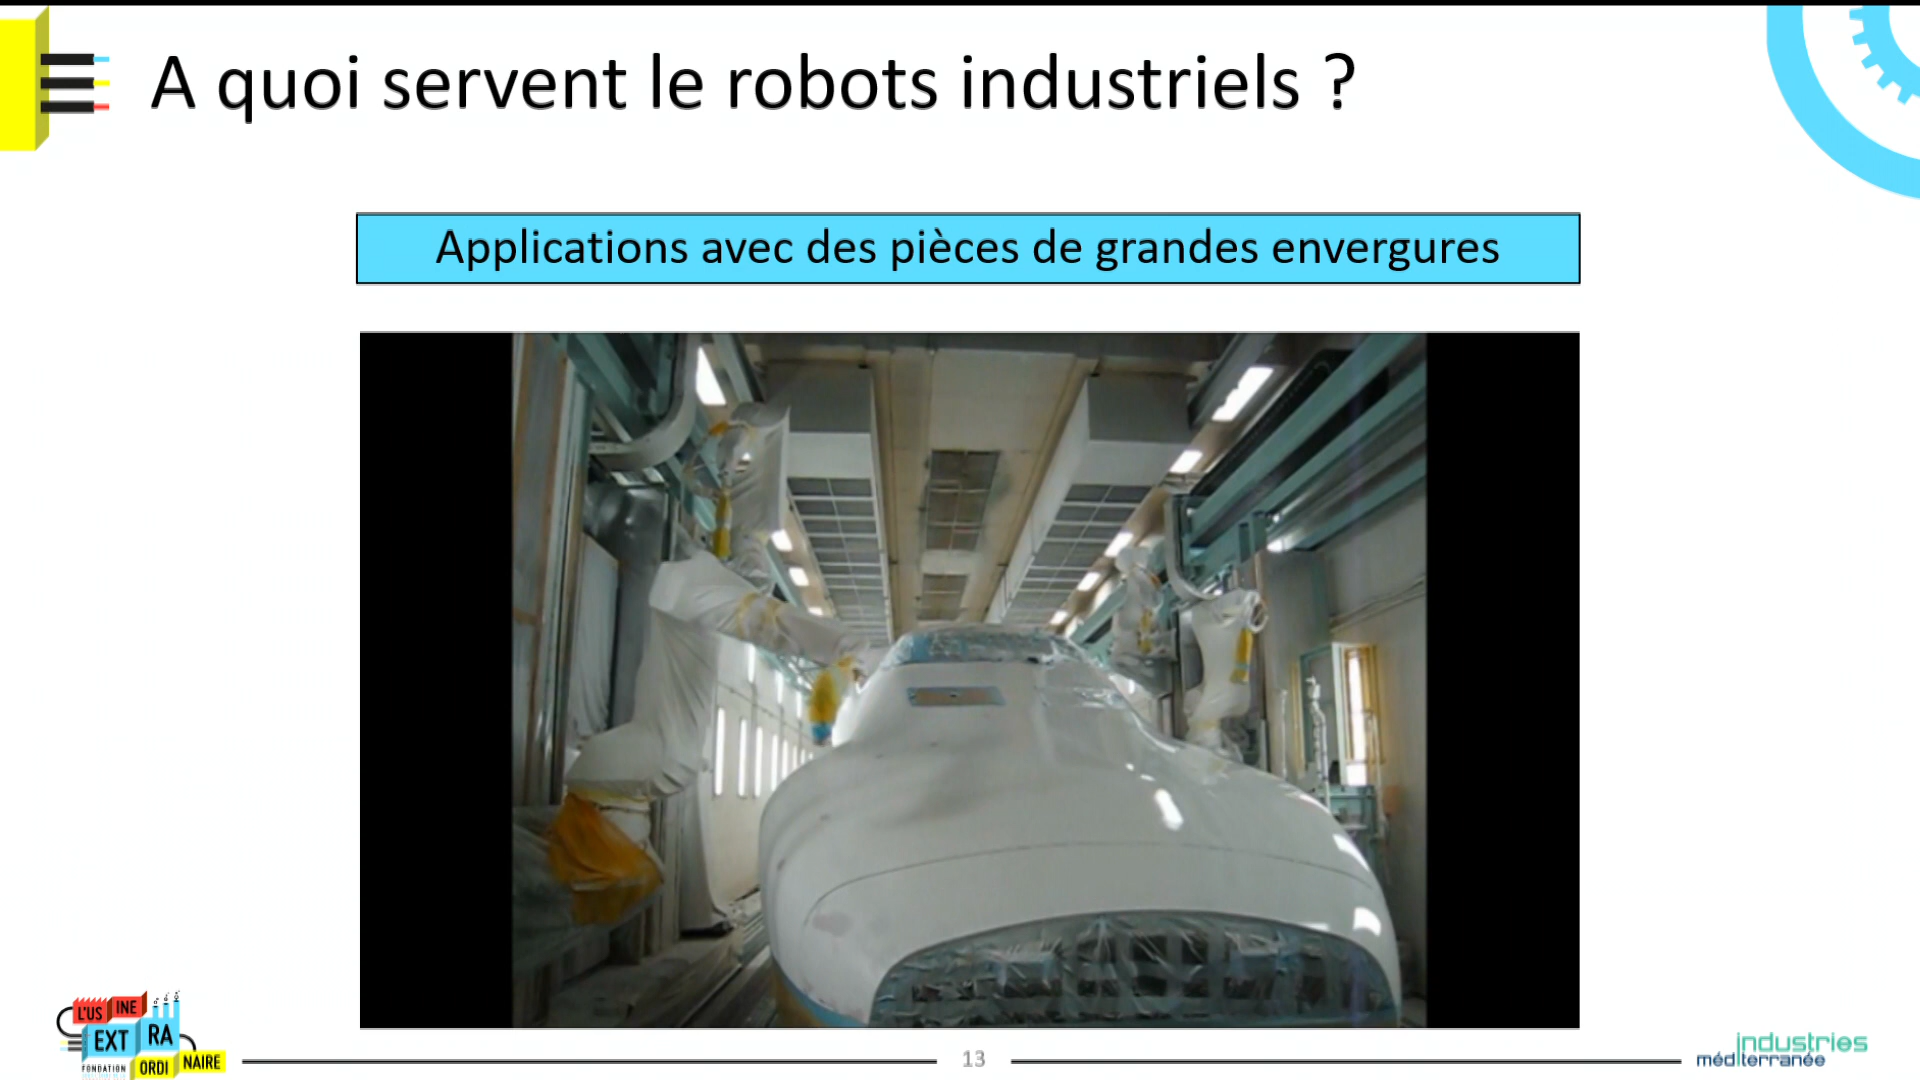 A quoi servent le robots industriels ?
Applications avec des pièces de grandes envergures
L'US INE
EXT RA
ORDI NAIRE
FONDATION
13
industries
méditerranée